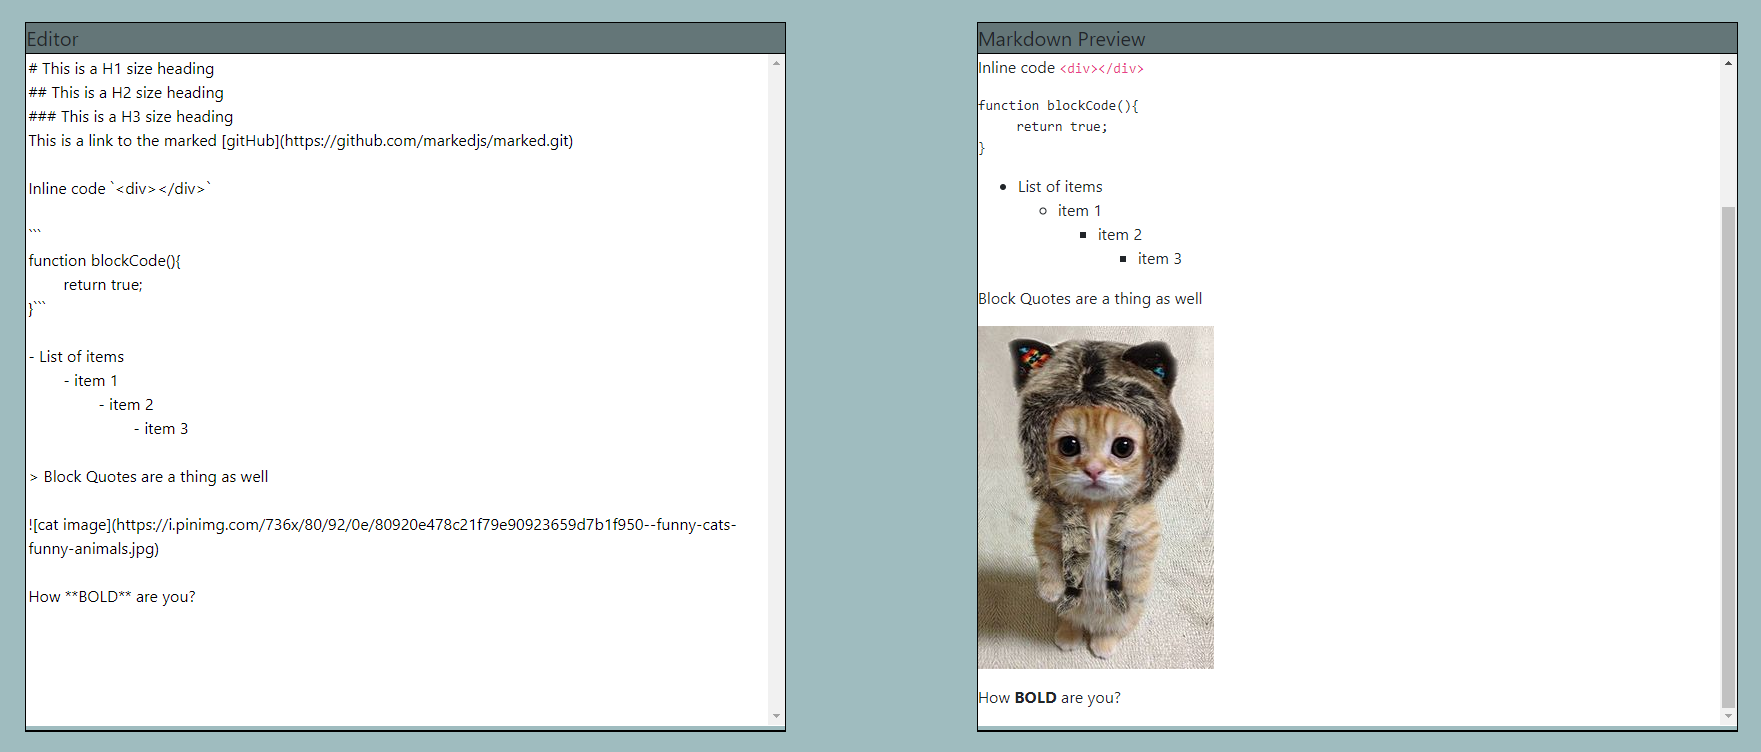 Editor
# This is a H1 size heading
## This is a H2 size heading
### This is a H3 size heading
This is a link to the marked [gitHub](https://github.com/markedjs/marked.git)
Inline code `<div></div>`
```
function blockCode(){
return true;
}```
- List of items
- item 1
- item 2
- item 3
> Block Quotes are a thing as well
![cat image](https://i.pinimg.com/736x/80/92/0e/80920e478c21f79e90923659d7b1f950--funny-cats-
funny-animals.jpg)
How **BOLD** are you?
Markdown Preview
Inline code <div></div>
function blockCode(){
return true;
}
List of items
item 1
item 2
item 3
Block Quotes are a thing as well
How BOLD are you?